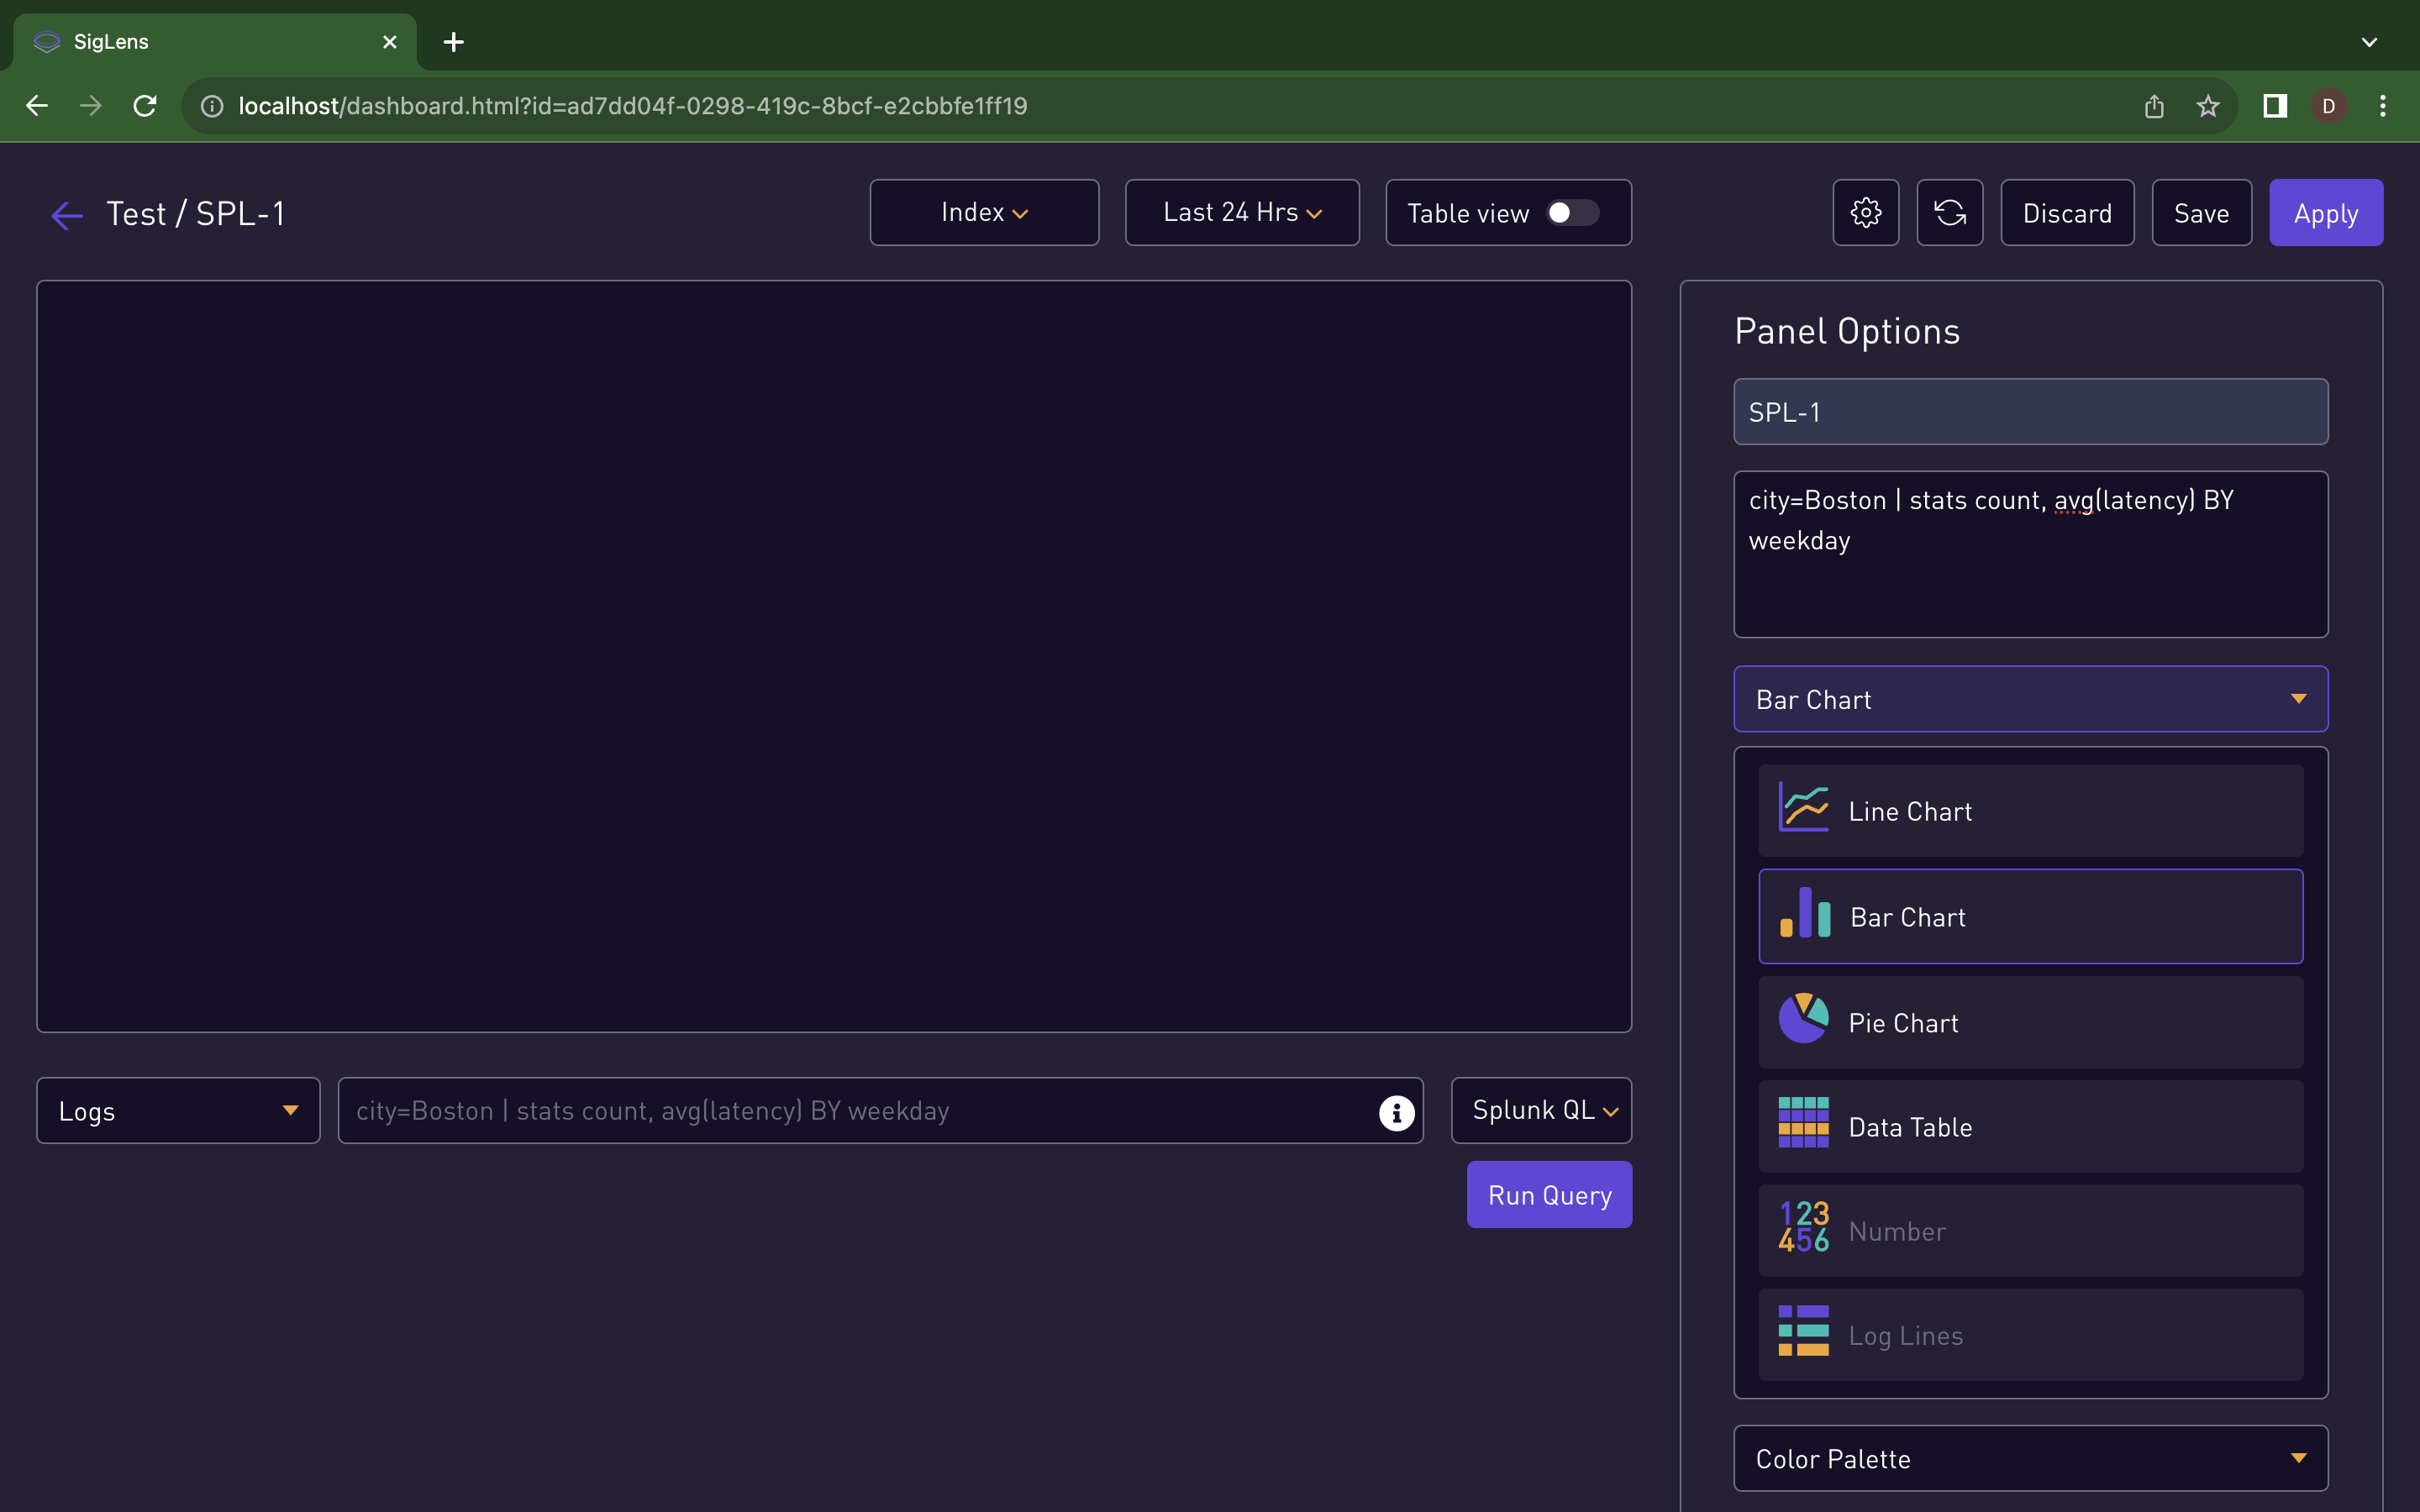 SigLens
localhost/dashboard.html?id=ad7dd04f-0298-419c-8bcf-e2cbbfe1ff19
D
Test / SPL-1
Index
Last 24 Hrs
Table view
Discard
Save
Apply
Panel Options
SPL-1
city=Boston | stats count, avg(latency) BY
weekday
Bar Chart
Line Chart
Bar Chart
Pie Chart
Data Table
123
456
Number
Log Lines
Color Palette
Logs
city=Boston | stats count, avg(latency) BY weekday
Splunk QL
Run Query